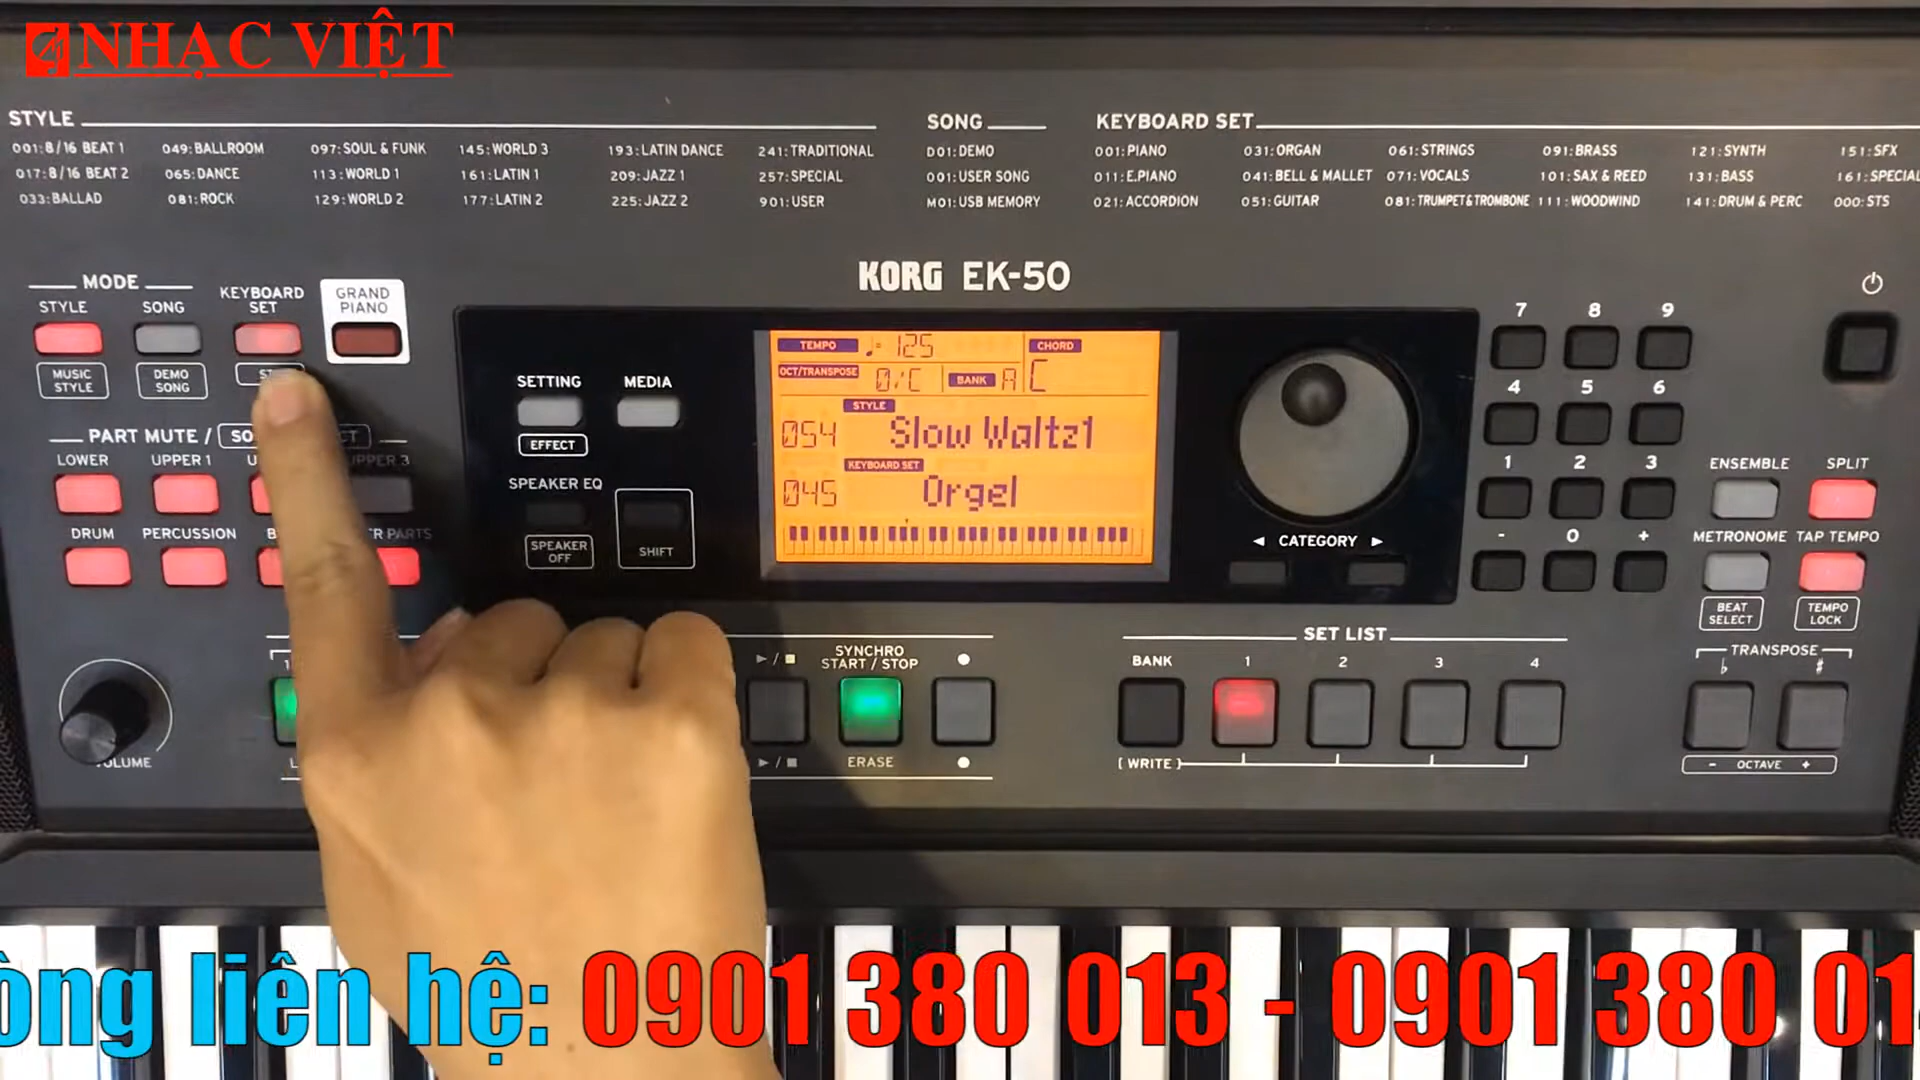 NHẠC VIỆT
STYLE
001:8/16 BEAT 1 049:BALLROOM 097:SOUL & FUNK 145:WORLD 3 193:LATIN DANCE 241:TRADITIONAL
017:8/16 BEAT 2 065:DANCE 113:WORLD 1 161:LATIN 1 209:JAZZ 1 257:SPECIAL
033:BALLAD 081:ROCK 129:WORLD 2 177:LATIN 2 225:JAZZ 2 901:USER
SONG
D01:DEMO
001:USER SONG
M01:USB MEMORY
KEYBOARD SET
001:PIANO 031:ORGAN 061:STRINGS 091:BRASS 121:SYNTH 151:SFX
011:E.PIANO 041:BELL & MALLET 071:VOCALS 101:SAX & REED 131:BASS 161:SPECIAL
021:ACCORDION 051:GUITAR 081:TRUMPET & TROMBONE 111:WOODWIND 141:DRUM & PERC 000:STS
KORG EK-50
MODE
STYLE SONG KEYBOARD SET GRAND PIANO
MUSIC STYLE DEMO SONG
PART MUTE /
LOWER UPPER 1 UPPER 3
DRUM PERCUSSION PARTS
VOLUME
SETTING MEDIA
EFFECT
SPEAKER EQ
SPEAKER OFF SHIFT
TEMPO ♩= 125 CHORD
OCT/TRANSPOSE 0/C BANK A C
STYLE
054 Slow Waltz1
KEYBOARD SET
045 Orgel
◄ CATEGORY ►
7 8 9
4 5 6
1 2 3
- 0 +
ENSEMBLE SPLIT
METRONOME TAP TEMPO
BEAT SELECT TEMPO LOCK
►/■ SYNCHRO START / STOP ●
►/■ ERASE ●
SET LIST
BANK 1 2 3 4
(WRITE)
TRANSPOSE
♭ ♯
- OCTAVE +
liên hệ: 0901 380 013 - 0901 380